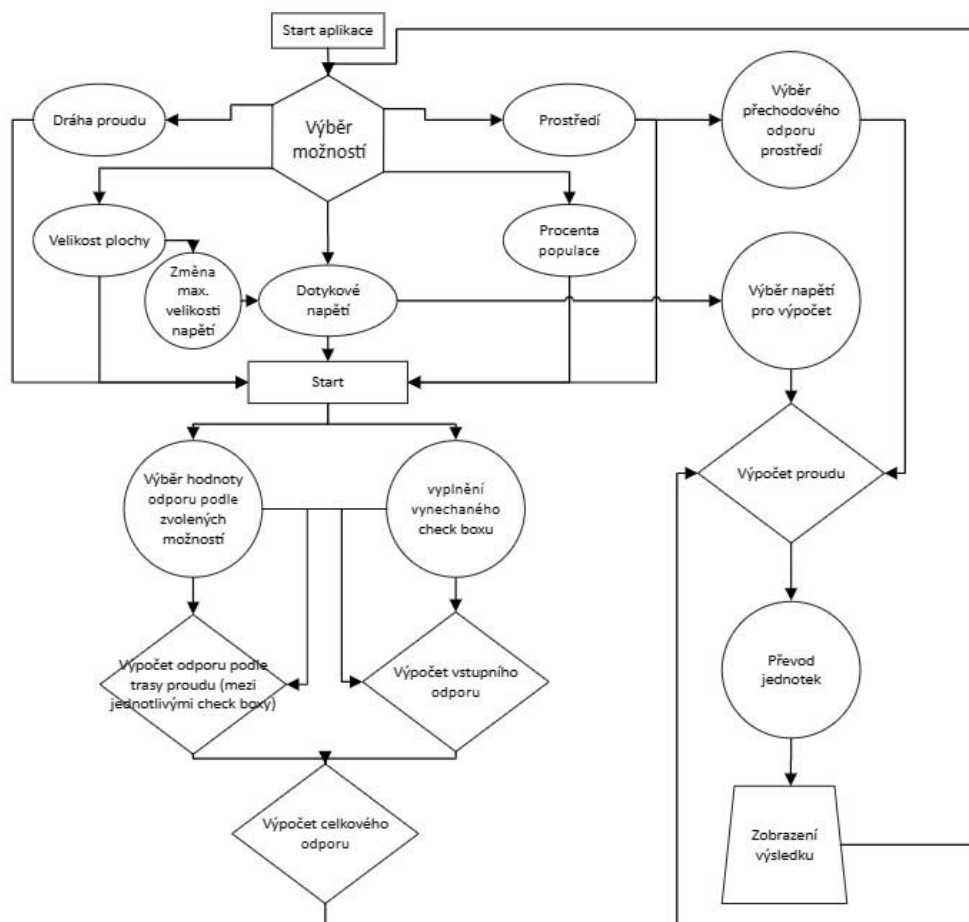 Start aplikace
Dráha proudu
Výběr
možností
Prostředí
Výběr
přechodového
odporu
prostředí
Velikost plochy
Procenta
populace
Změna
max.
velikosti
napětí
Dotykové
napětí
Výběr napětí
pro výpočet
Start
Výběr hodnoty
odporu podle
zvolených
možností
vyplnění
vynechaného
check boxu
Výpočet proudu
Výpočet odporu podle
trasy proudu (mezi
jednotlivými check boxy)
Výpočet vstupního
odporu
Převod
jednotek
Výpočet celkového
odporu
Zobrazení
výsledku